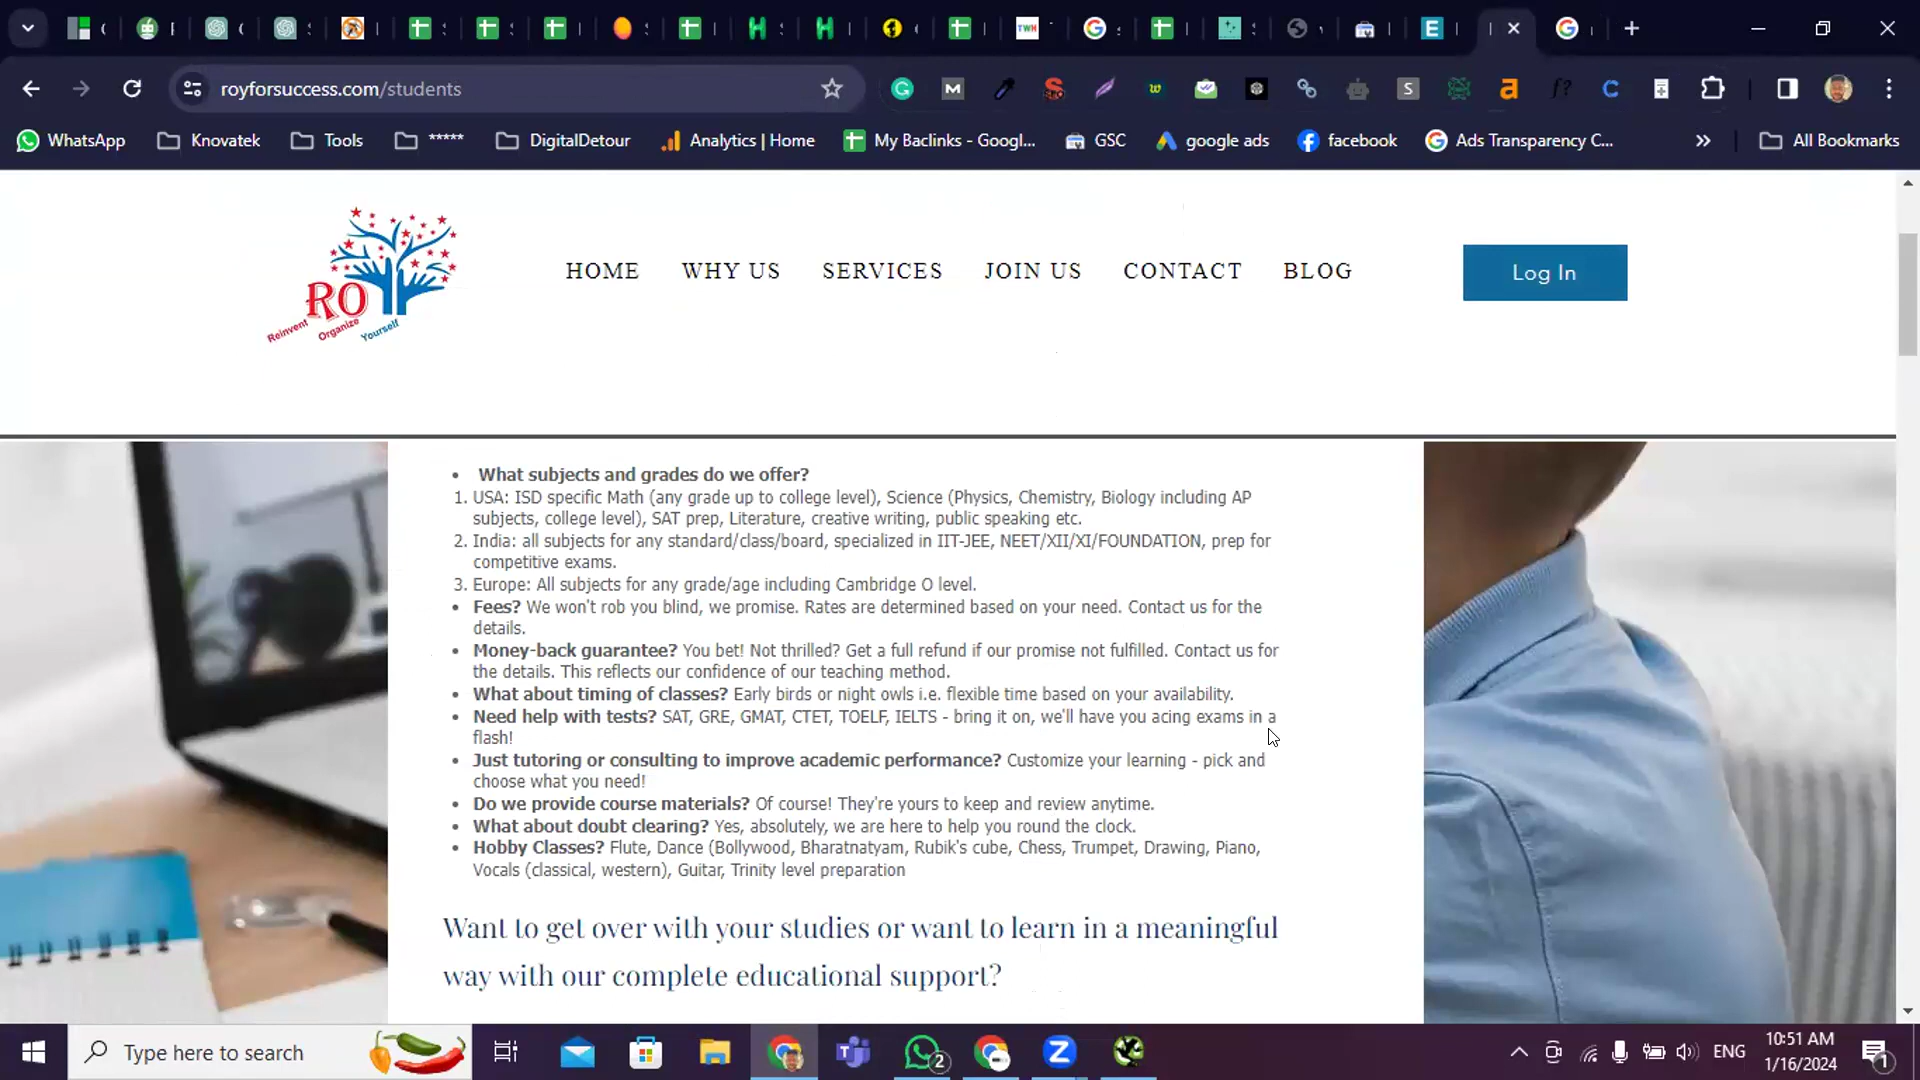 royforsuccess.com/students
WhatsApp
Knovatek
Tools
*****
DigitalDetour
Analytics | Home
My Baclinks - Googl...
GSC
google ads
facebook
Ads Transparency C...
»
All Bookmarks
ROY
Reinvent Organize Yourself
HOME WHY US SERVICES JOIN US CONTACT BLOG
Log In
• What subjects and grades do we offer?
1. USA: ISD specific Math (any grade up to college level), Science (Physics, Chemistry, Biology including AP
subjects, college level), SAT prep, Literature, creative writing, public speaking etc.
2. India: all subjects for any standard/class/board, specialized in IIT-JEE, NEET/XII/XI/FOUNDATION, prep for
competitive exams.
3. Europe: All subjects for any grade/age including Cambridge O level.
• Fees? We won't rob you blind, we promise. Rates are determined based on your need. Contact us for the
details.
• Money-back guarantee? You bet! Not thrilled? Get a full refund if our promise not fulfilled. Contact us for
the details. This reflects our confidence of our teaching method.
• What about timing of classes? Early birds or night owls i.e. flexible time based on your availability.
• Need help with tests? SAT, GRE, GMAT, CTET, TOELF, IELTS - bring it on, we'll have you acing exams in a
flash!
• Just tutoring or consulting to improve academic performance? Customize your learning - pick and
choose what you need!
• Do we provide course materials? Of course! They're yours to keep and review anytime.
• What about doubt clearing? Yes, absolutely, we are here to help you round the clock.
• Hobby Classes? Flute, Dance (Bollywood, Bharatnatyam, Rubik's cube, Chess, Trumpet, Drawing, Piano,
Vocals (classical, western), Guitar, Trinity level preparation
Want to get over with your studies or want to learn in a meaningful
way with our complete educational support?
Type here to search
2
ENG
10:51 AM
1/16/2024
1